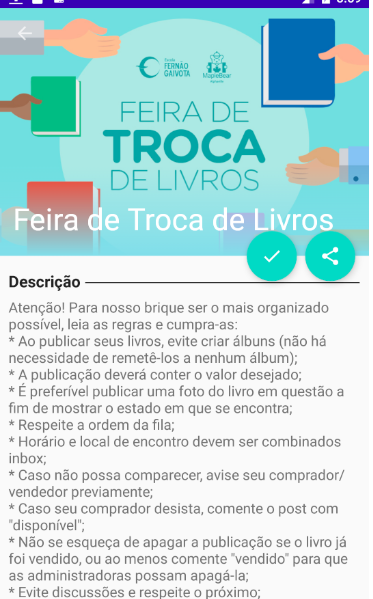 Escola
FERNÃO
GAIVOTA
MapleBear
FEIRA DE
TROCA
DE LIVROS
Feira de Troca de Livros
Descrição
Atenção! Para nosso brique ser o mais organizado
possível, leia as regras e cumpra-as:
* Ao publicar seus livros, evite criar álbuns (não há
necessidade de remetê-los a nenhum álbum);
* A publicação deverá conter o valor desejado;
* É preferível publicar uma foto do livro em questão a
fim de mostrar o estado em que se encontra;
* Respeite a ordem da fila;
* Horário e local de encontro devem ser combinados
inbox;
* Caso não possa comparecer, avise seu comprador/
vendedor previamente;
* Caso seu comprador desista, comente o post com
"disponível";
* Não se esqueça de apagar a publicação se o livro já
foi vendido, ou ao menos comente "vendido" para que
as administradoras possam apagá-la;
* Evite discussões e respeite o próximo;